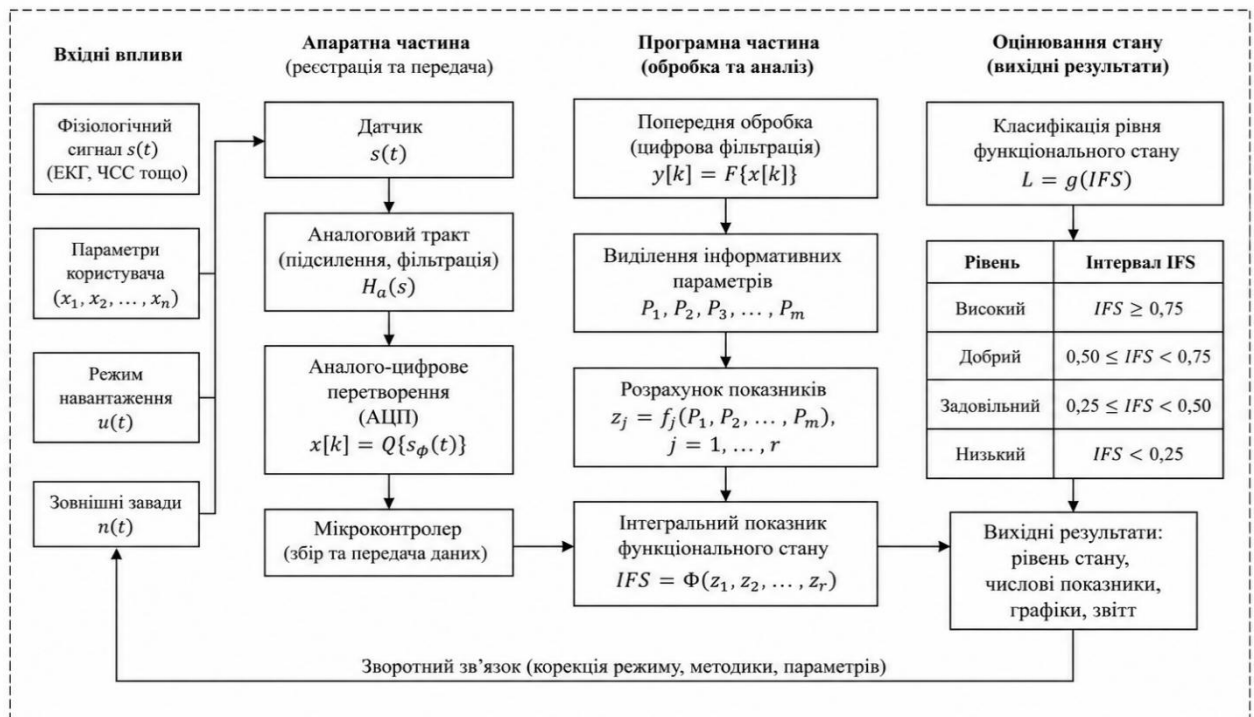 Вхідні впливи
Фізіологічний
сигнал s(t)
(ЕКГ, ЧСС тощо)
Параметри
користувача
(x₁, x₂, … , xₙ)
Режим
навантаження
u(t)
Зовнішні завади
n(t)
Апаратна частина
(реєстрація та передача)
Датчик
s(t)
Аналоговий тракт
(підсилення, фільтрація)
Hₐ(s)
Аналого-цифрове
перетворення
(АЦП)
x[k] = Q{s_ϕ(t)}
Мікроконтролер
(збір та передача даних)
Програмна частина
(обробка та аналіз)
Попередня обробка
(цифрова фільтрація)
y[k] = F{x[k]}
Виділення інформативних
параметрів
P₁, P₂, P₃, … , Pₘ
Розрахунок показників
zⱼ = fⱼ(P₁, P₂, … , Pₘ),
j = 1, … , r
Інтегральний показник
функціонального стану
IFS = Φ(z₁, z₂, … , zᵣ)
Оцінювання стану
(вихідні результати)
Класифікація рівня
функціонального стану
L = g(IFS)
Рівень Інтервал IFS
Високий IFS ≥ 0,75
Добрий 0,50 ≤ IFS < 0,75
Задовільний 0,25 ≤ IFS < 0,50
Низький IFS < 0,25
Вихідні результати:
рівень стану,
числові показники,
графіки, звітт
Зворотний зв’язок (корекція режиму, методики, параметрів)